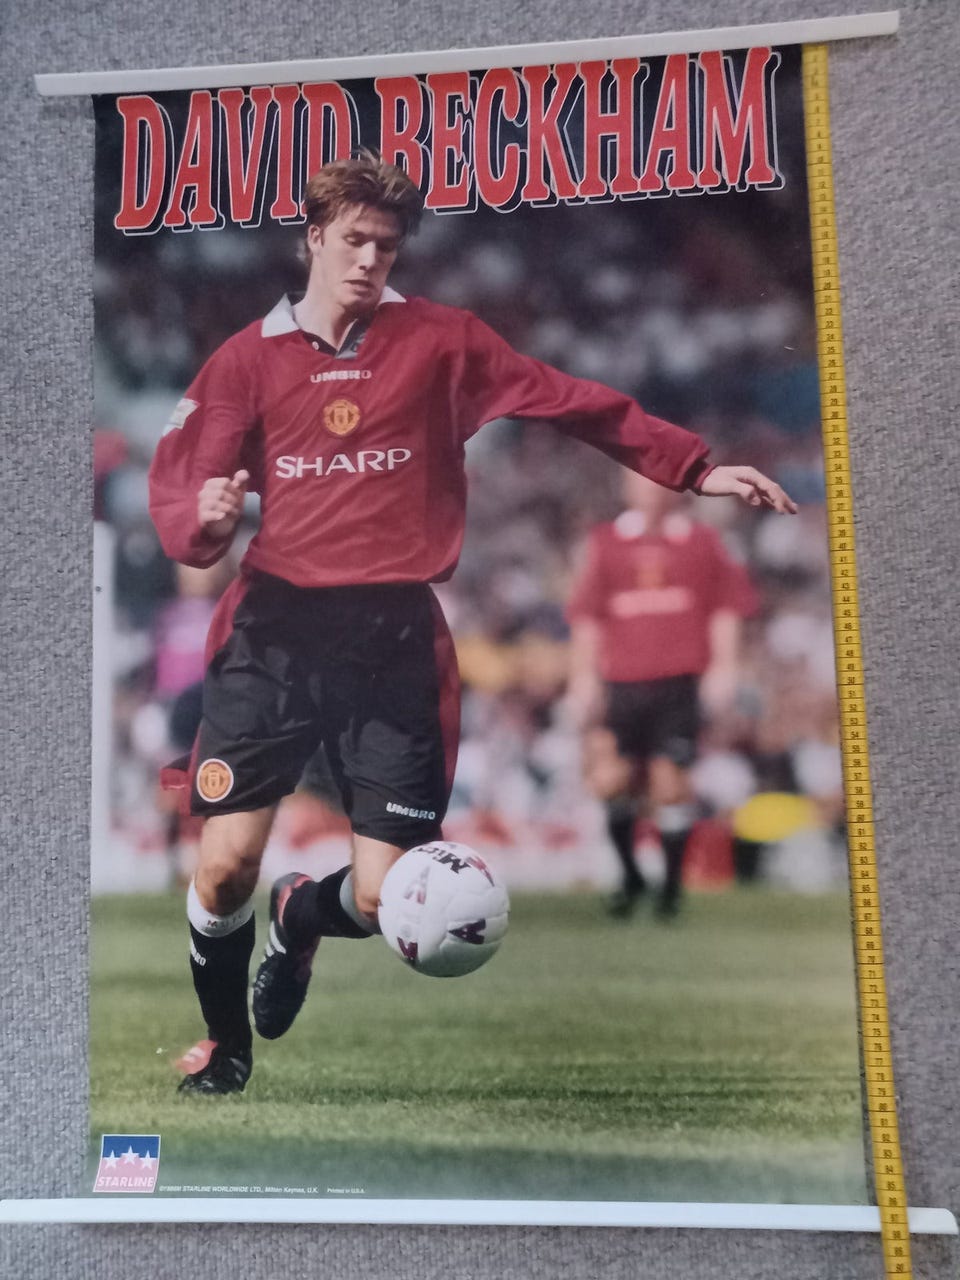 DAVID BECKHAM
UMBRO
SHARP
UMBRO
STARLINE
STARLINE WORLDWIDE LTD., Milton Keynes, U.K. Printed in U.S.A.